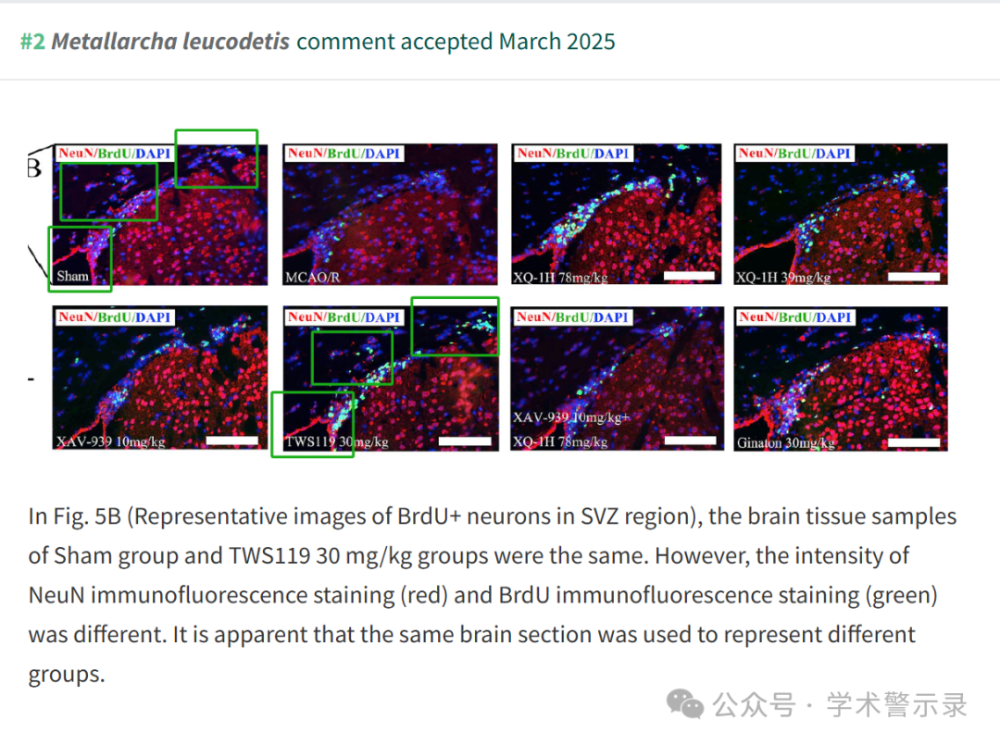 #2 Metallarcha leucodetis comment accepted March 2025
B
NeuN/BrdU/DAPI
Sham
NeuN/BrdU/DAPI
MCAO/R
NeuN/BrdU/DAPI
XQ-1H 78mg/kg
NeuN/BrdU/DAPI
XQ-1H 39mg/kg
NeuN/BrdU/DAPI
XAV-939 10mg/kg
NeuN/BrdU/DAPI
TWS119 30mg/kg
NeuN/BrdU/DAPI
XAV-939 10mg/kg+
XQ-1H 78mg/kg
NeuN/BrdU/DAPI
Ginaton 30mg/kg
In Fig. 5B (Representative images of BrdU+ neurons in SVZ region), the brain tissue samples
of Sham group and TWS119 30 mg/kg groups were the same. However, the intensity of
NeuN immunofluorescence staining (red) and BrdU immunofluorescence staining (green)
was different. It is apparent that the same brain section was used to represent different
groups.
公众号 · 学术警示录